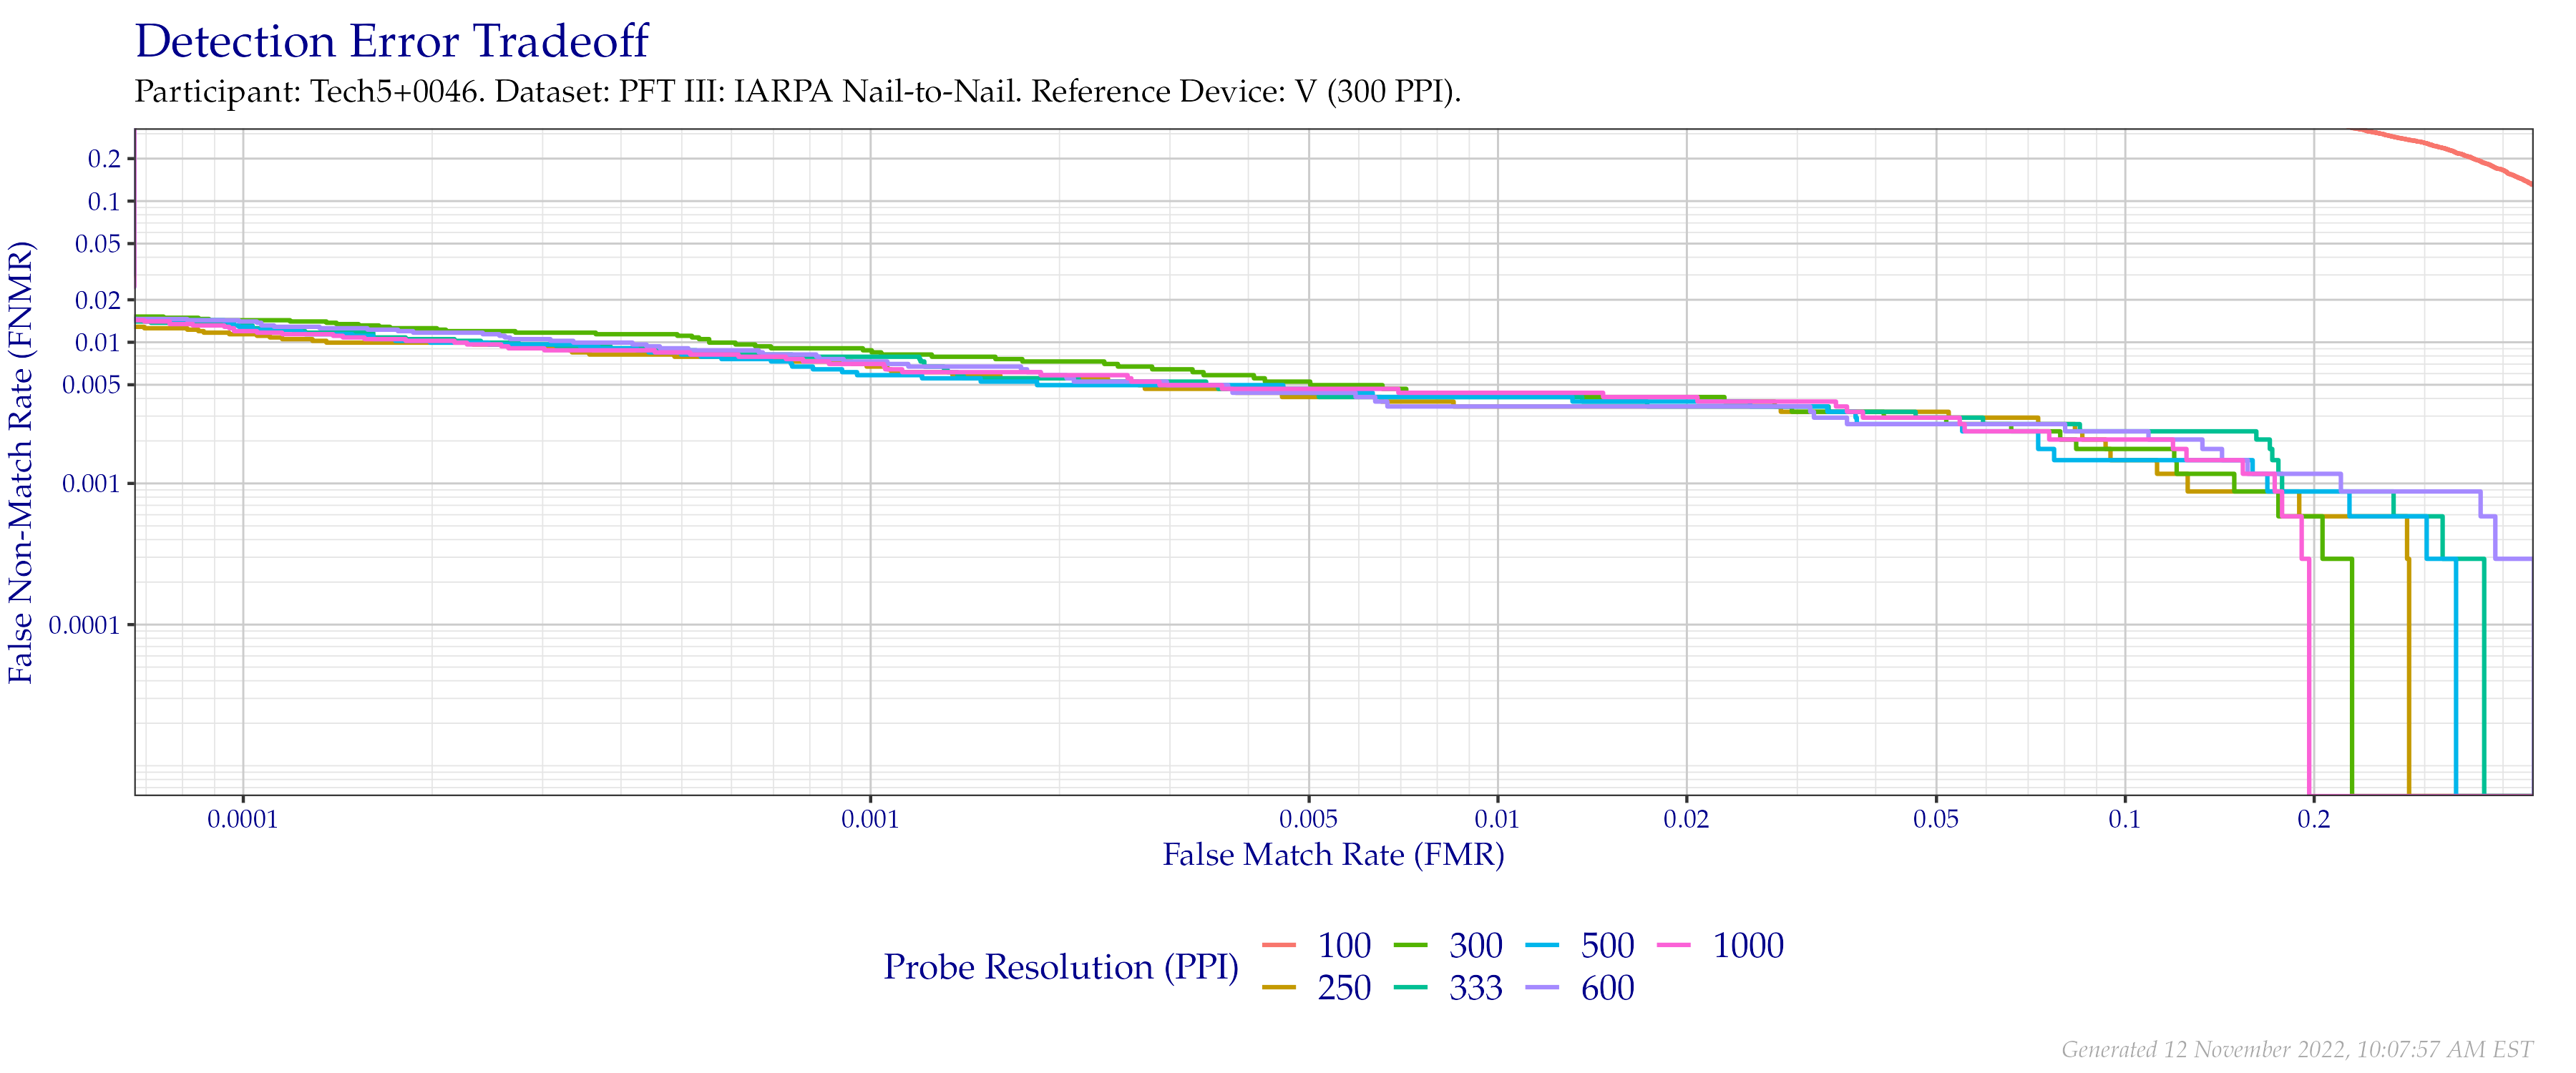 Detection Error Tradeoff
Participant: Tech5+0046. Dataset: PFT III: IARPA Nail-to-Nail. Reference Device: V (300 PPI).
False Non-Match Rate (FNMR)
0.2
0.1
0.05
0.02
0.01
0.005
0.001
0.0001
0.0001 0.001 0.005 0.01 0.02 0.05 0.1 0.2
False Match Rate (FMR)
Probe Resolution (PPI)
100 300 500 1000
250 333 600
Generated 12 November 2022, 10:07:57 AM EST